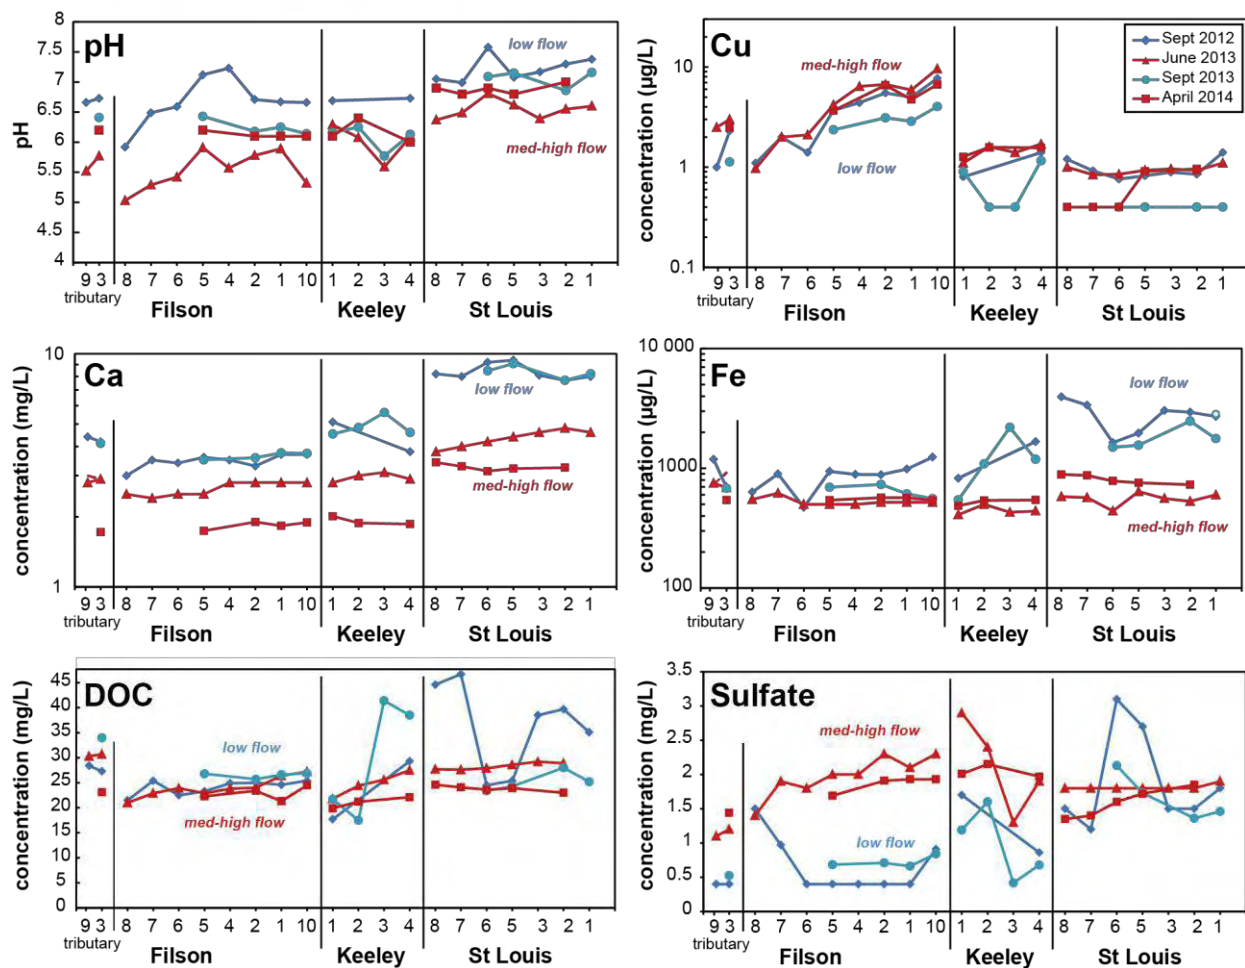 pH
8
7.5
7
6.5
6
5.5
5
4.5
4
pH
low flow
med-high flow
9 3 8 7 6 5 4 2 1 10 1 2 3 4 8 7 6 5 3 2 1
tributary
Filson Keeley St Louis
Cu
10
1
0.1
concentration (µg/L)
med-high flow
low flow
Sept 2012
June 2013
Sept 2013
April 2014
9 3 8 7 6 5 4 2 1 10 1 2 3 4 8 7 6 5 3 2 1
tributary
Filson Keeley St Louis
Ca
10
1
concentration (mg/L)
low flow
med-high flow
9 3 8 7 6 5 4 2 1 10 1 2 3 4 8 7 6 5 3 2 1
tributary
Filson Keeley St Louis
Fe
10 000
1000
100
concentration (µg/L)
low flow
med-high flow
9 3 8 7 6 5 4 2 1 10 1 2 3 4 8 7 6 5 3 2 1
tributary
Filson Keeley St Louis
DOC
45
40
35
30
25
20
15
10
5
0
concentration (mg/L)
low flow
med-high flow
9 3 8 7 6 5 4 2 1 10 1 2 3 4 8 7 6 5 3 2 1
tributary
Filson Keeley St Louis
Sulfate
3.5
3
2.5
2
1.5
1
0.5
0
concentration (mg/L)
med-high flow
low flow
9 3 8 7 6 5 4 2 1 10 1 2 3 4 8 7 6 5 3 2 1
tributary
Filson Keeley St Louis